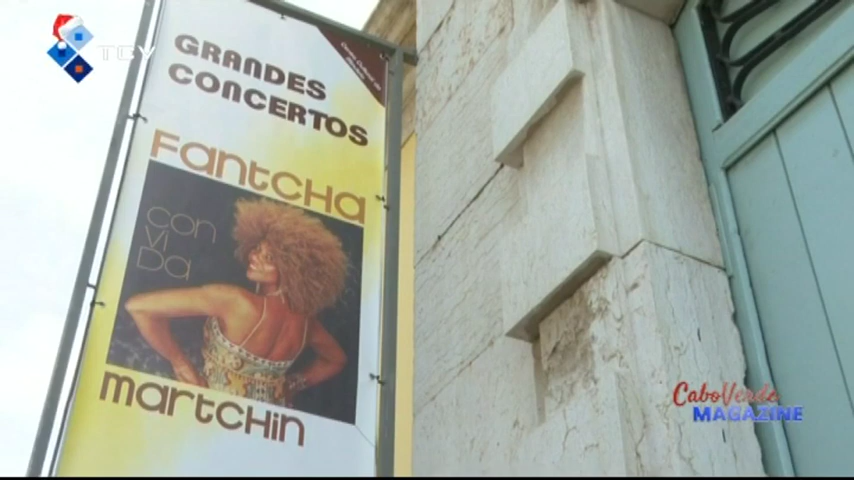 TCV
GRANDES
CONCERTOS
Fantcha
con
vi
Da
martchin
CaboVerde
MAGAZINE